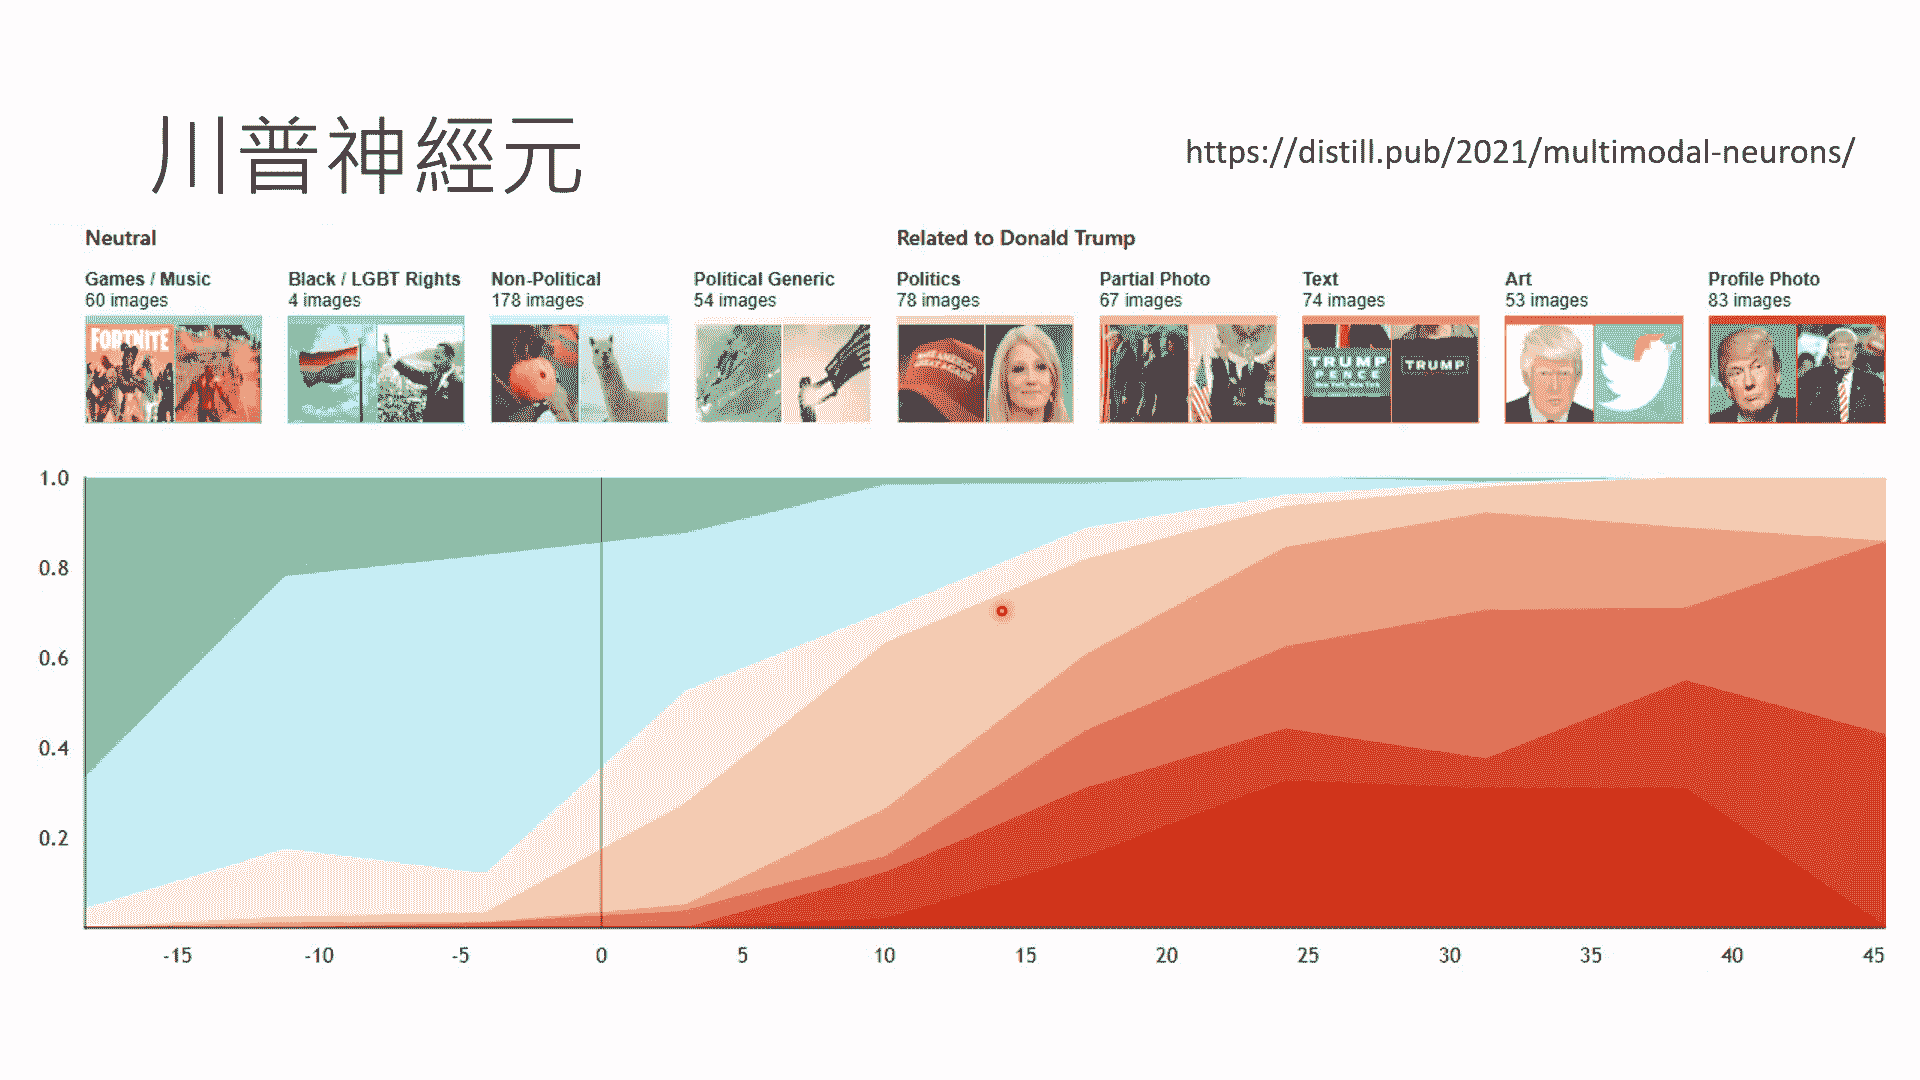 川普神經元
https://distill.pub/2021/multimodal-neurons/
Neutral
Related to Donald Trump
Games / Music
60 images
Black / LGBT Rights
4 images
Non-Political
178 images
Political Generic
54 images
Politics
78 images
Partial Photo
67 images
Text
74 images
Art
53 images
Profile Photo
83 images
FORTNITE
TRUMP
PENCE
TRUMP
1.0
0.8
0.6
0.4
0.2
-15
-10
-5
0
5
10
15
20
25
30
35
40
45